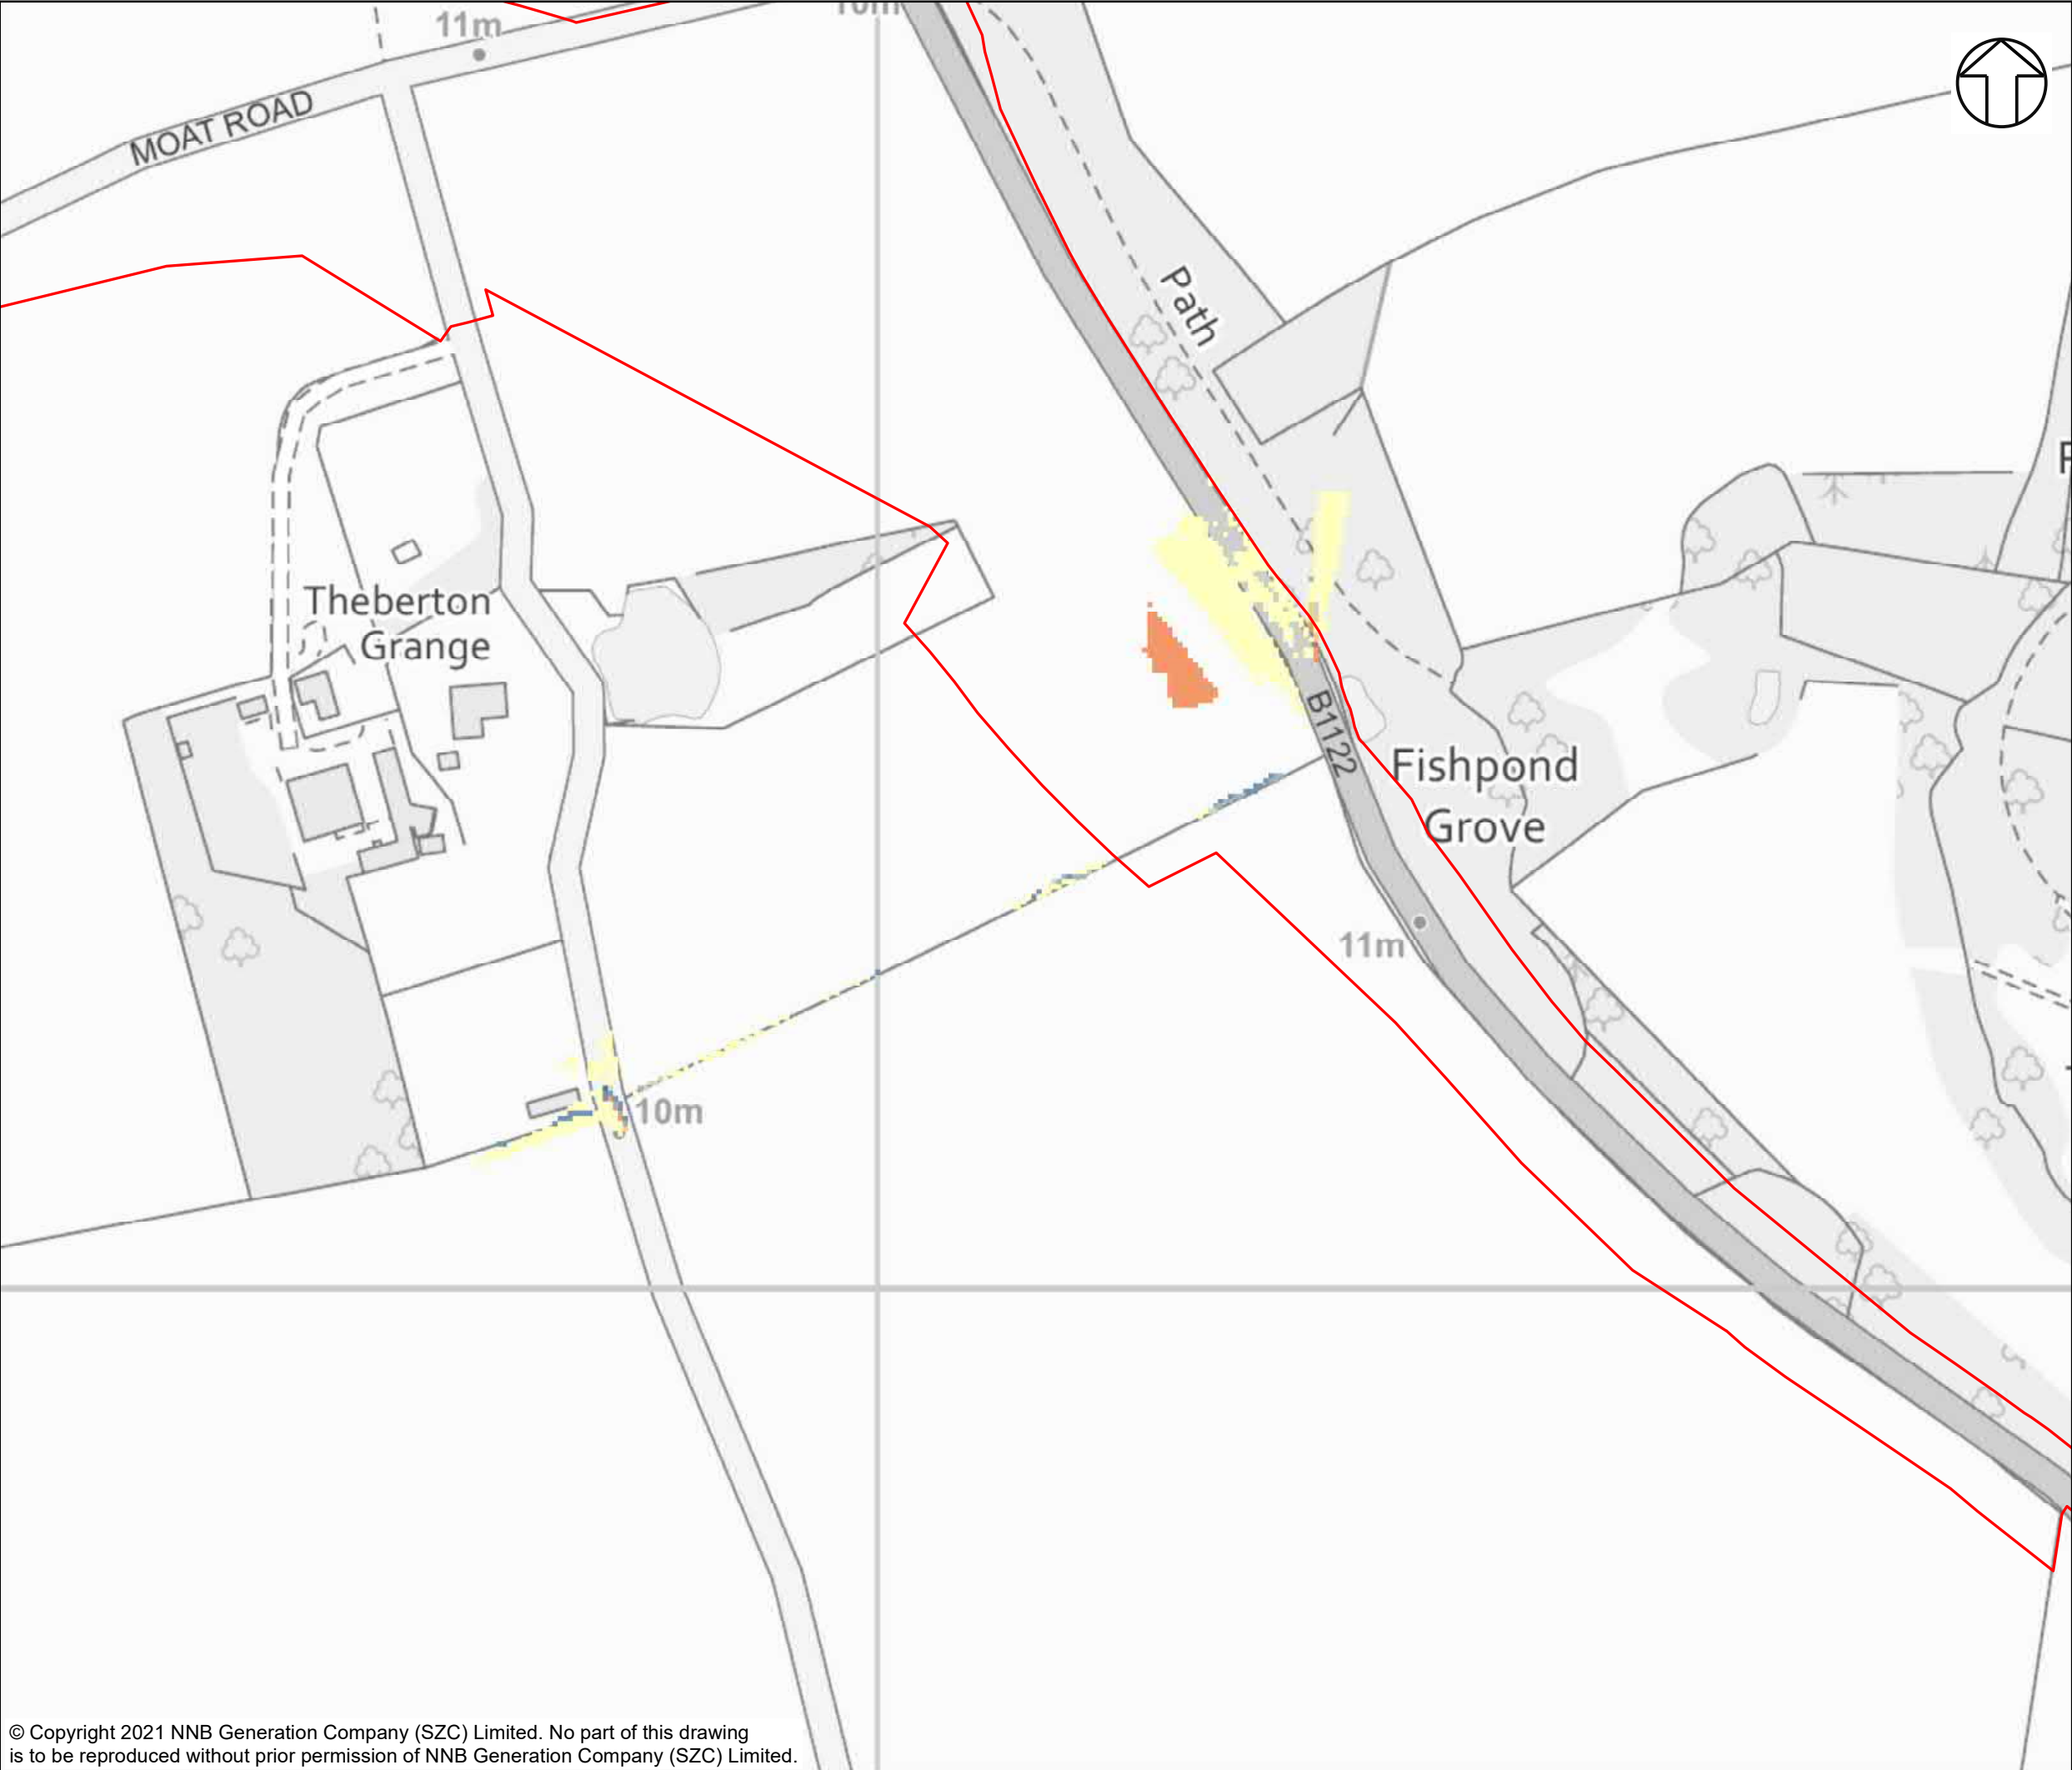 11m
10m
MOAT ROAD
Path
Theberton
Grange
B1122
Fishpond
Grove
11m
10m
© Copyright 2021 NNB Generation Company (SZC) Limited. No part of this drawing
is to be reproduced without prior permission of NNB Generation Company (SZC) Limited.